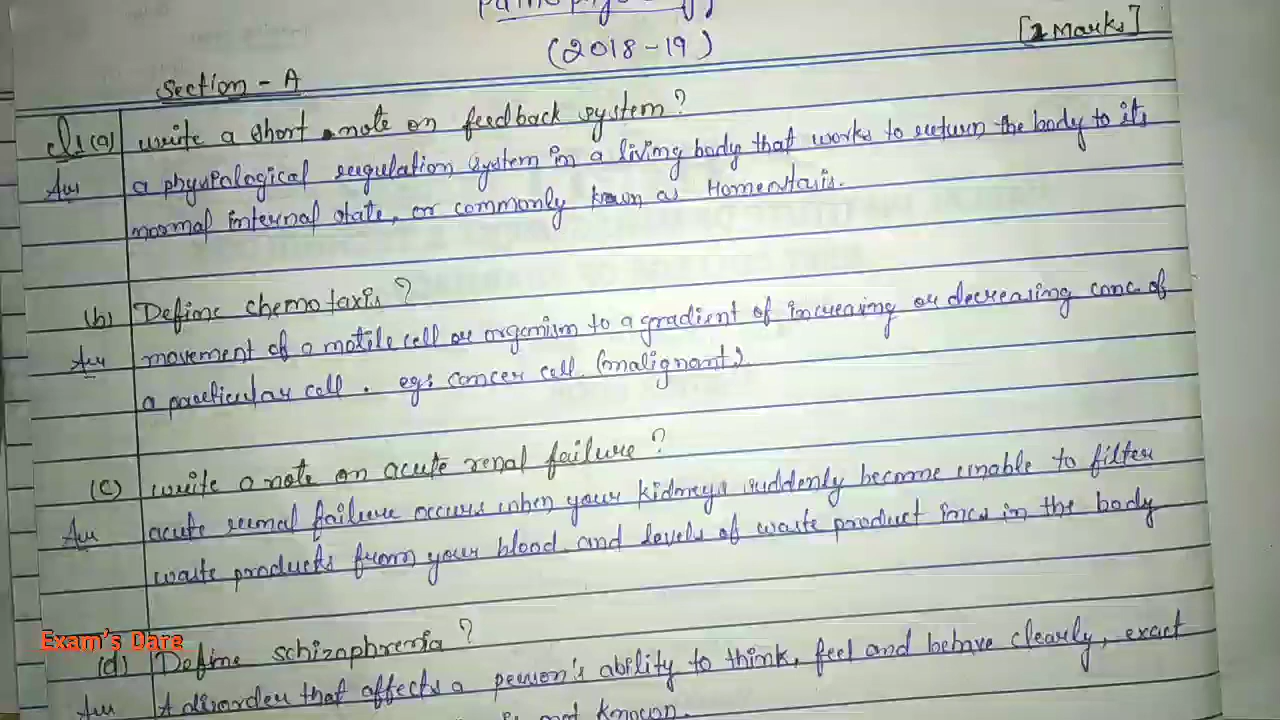 (2018-19)
[2 Marks]
Section - A
Q1 (a) write a short note on feedback system?
Ans a physiological regulation system in a living body that works to return the body to its
normal internal state, or commonly known as Homeostasis.
(b) Define chemotaxis?
Ans movement of a motile cell or organism to a gradient of increasing or decreasing conc of
a particular cell. eg: cancer cell (malignant).
(c) write a note on acute renal failure?
Ans acute renal failure occurs when your kidneys suddenly become unable to filter
waste products from your blood and levels of waste product incs in the body
Exam's Dare
(d) Define schizophrenia?
Ans A disorder that affects a person's ability to think, feel and behave clearly, exact
is not known.